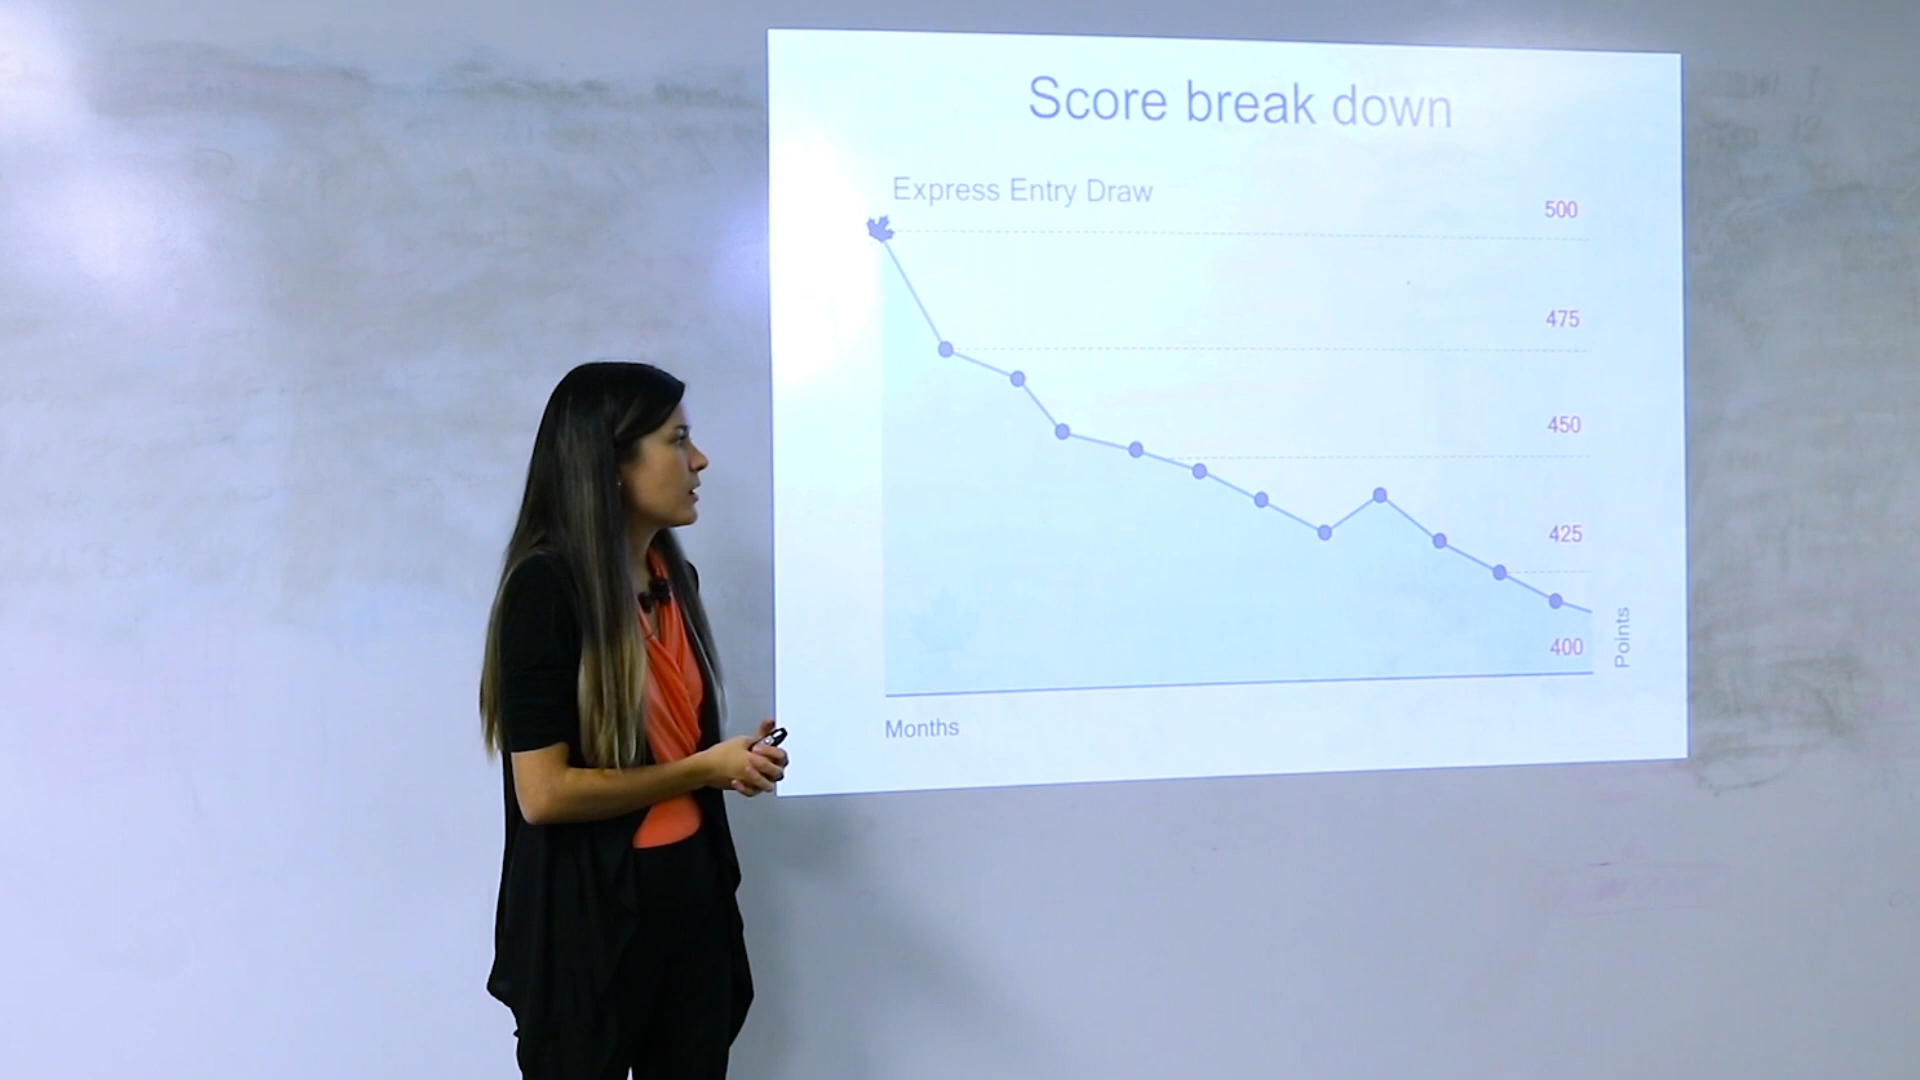 Score break down
Express Entry Draw
500
475
450
425
400
Points
Months